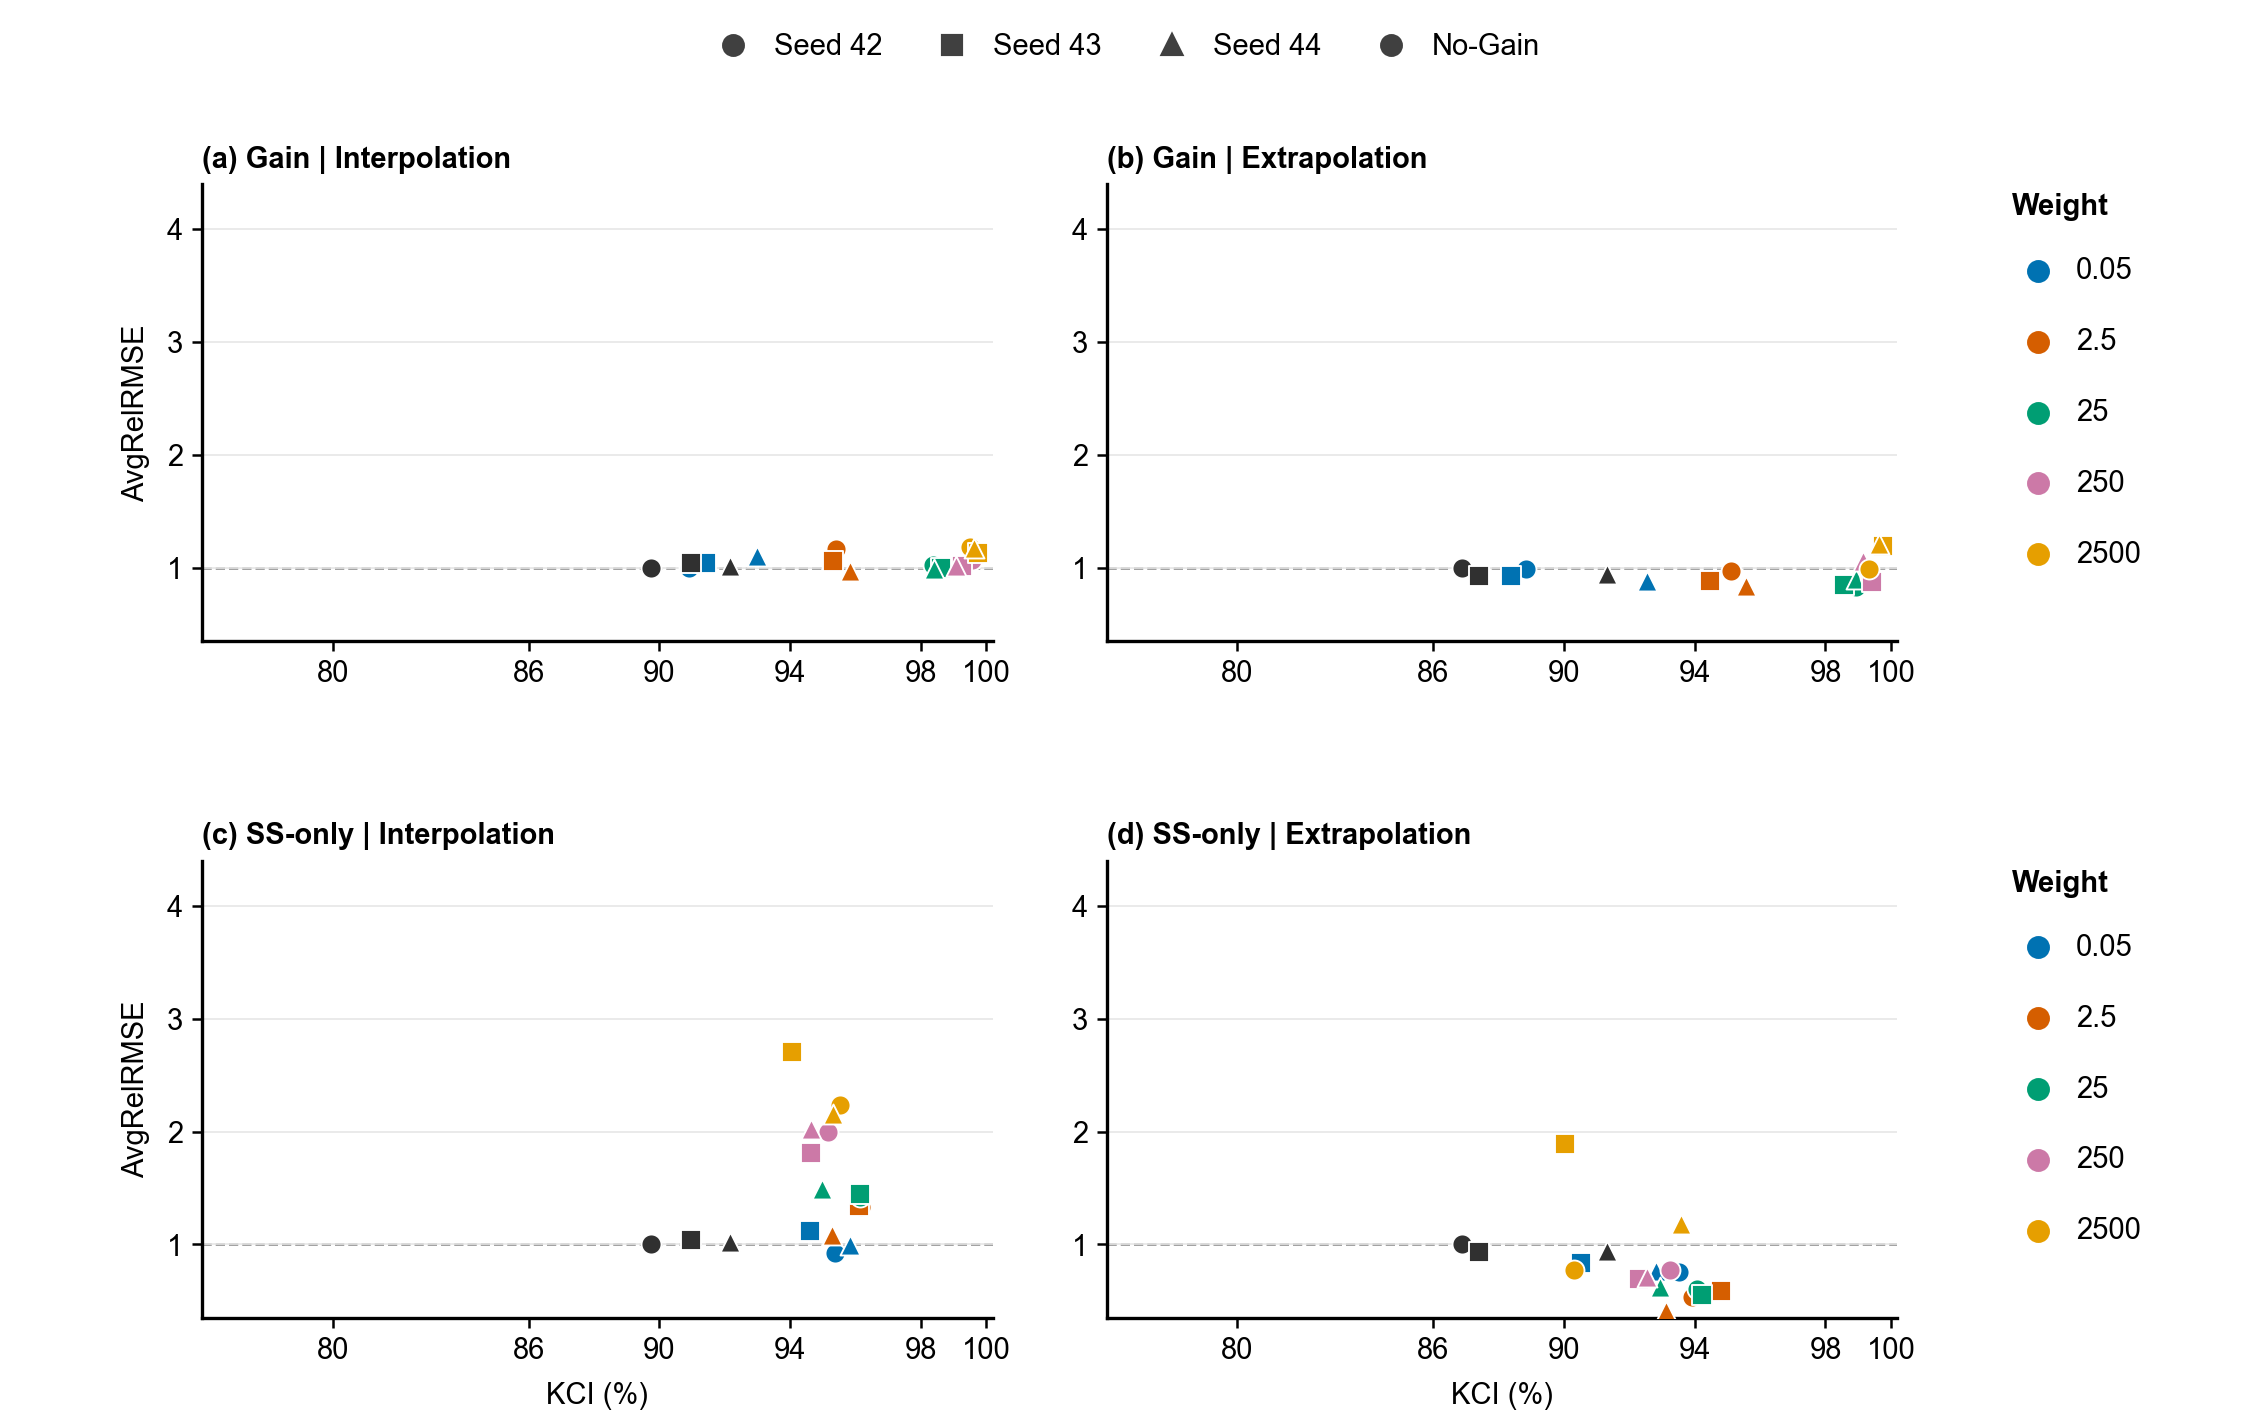 Seed 42 Seed 43 Seed 44 No-Gain
(a) Gain | Interpolation
(b) Gain | Extrapolation
AvgRelRMSE
4
3
2
1
80 86 90 94 98 100
4
3
2
1
80 86 90 94 98 100
Weight
0.05
2.5
25
250
2500
(c) SS-only | Interpolation
(d) SS-only | Extrapolation
AvgRelRMSE
4
3
2
1
80 86 90 94 98 100
KCI (%)
4
3
2
1
80 86 90 94 98 100
KCI (%)
Weight
0.05
2.5
25
250
2500